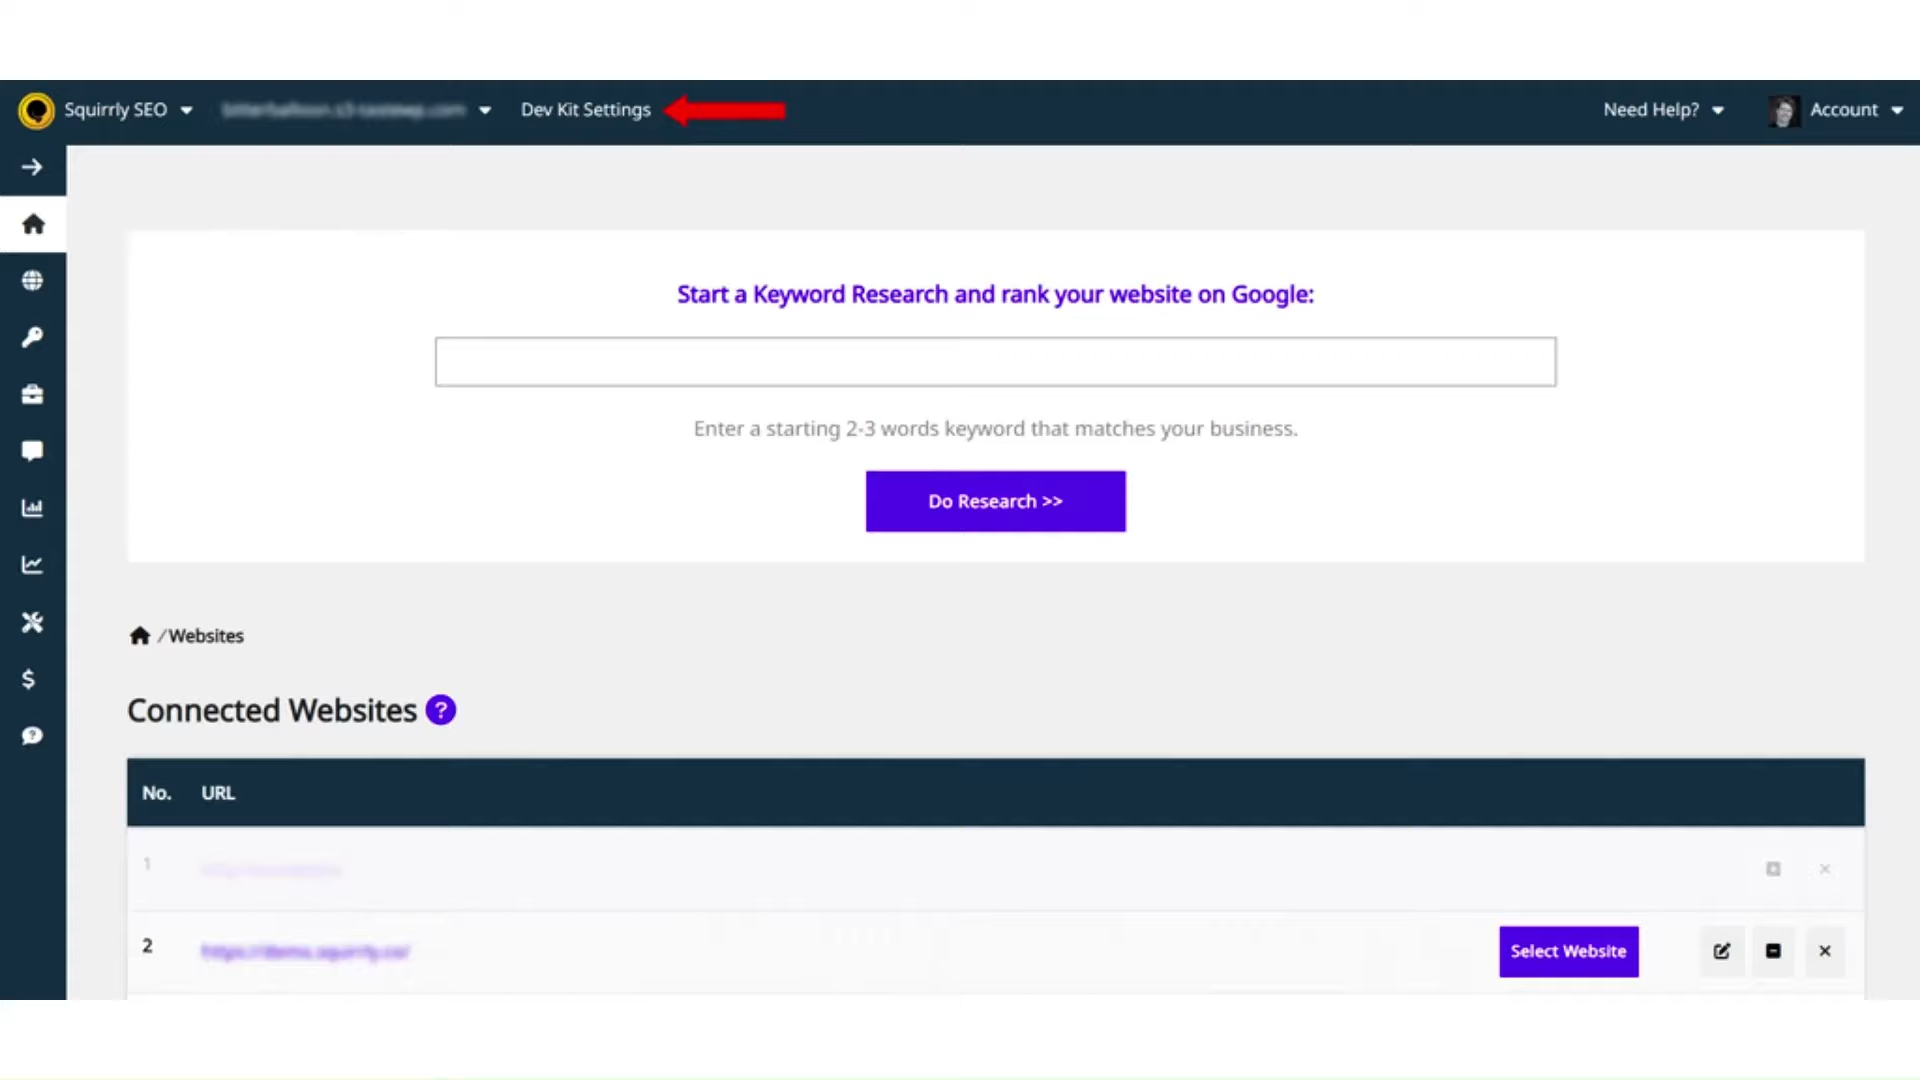 Squirrly SEO
Dev Kit Settings
Need Help?
Account
Start a Keyword Research and rank your website on Google:
Enter a starting 2-3 words keyword that matches your business.
Do Research >>
/Websites
Connected Websites ?
No. URL
1
2
Select Website